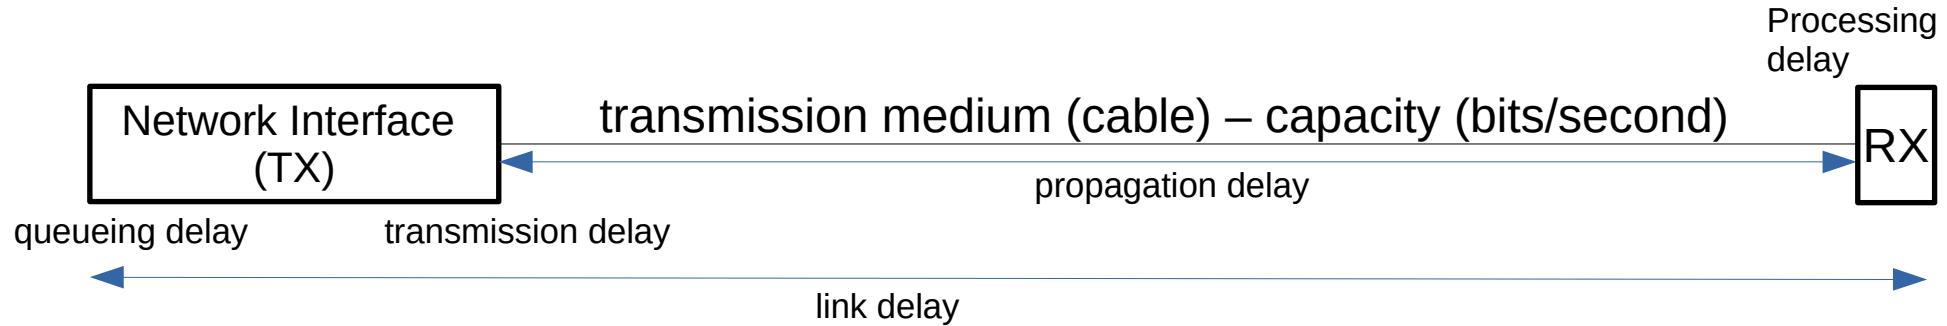 Processing
delay
Network Interface
(TX)
transmission medium (cable) – capacity (bits/second)
RX
propagation delay
queueing delay
transmission delay
link delay